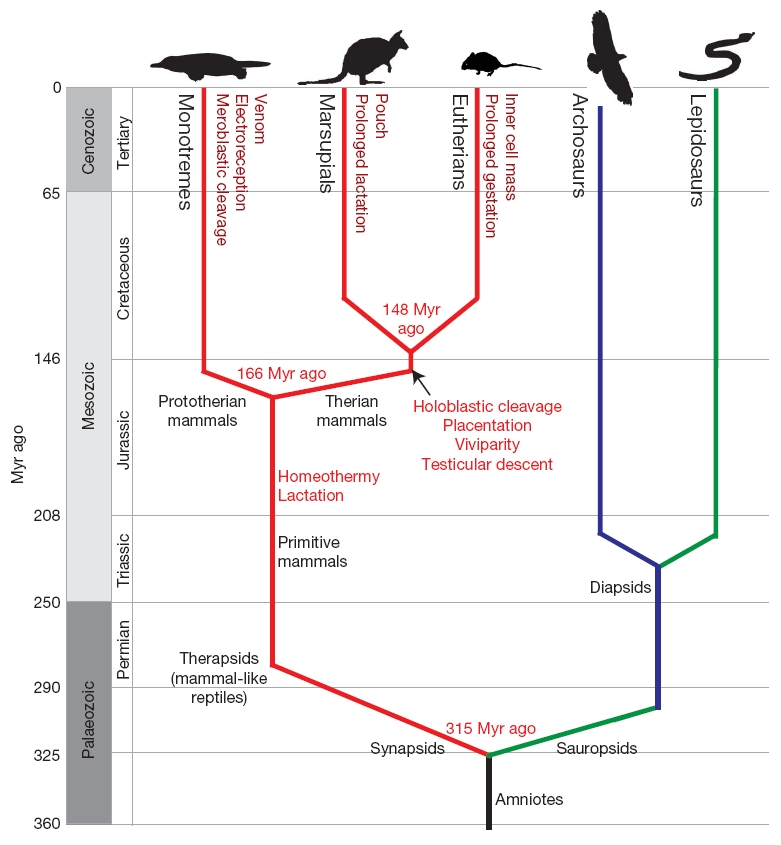 0
65
146
208
250
290
325
360
Myr ago
Cenozoic
Mesozoic
Palaeozoic
Tertiary
Cretaceous
Jurassic
Triassic
Permian
Monotremes
Venom
Electroreception
Meroblastic cleavage
Marsupials
Pouch
Prolonged lactation
Eutherians
Inner cell mass
Prolonged gestation
Archosaurs
Lepidosaurs
148 Myr
ago
166 Myr ago
Prototherian
mammals
Therian
mammals
Holoblastic cleavage
Placentation
Viviparity
Testicular descent
Homeothermy
Lactation
Primitive
mammals
Diapsids
Therapsids
(mammal-like
reptiles)
315 Myr ago
Synapsids
Sauropsids
Amniotes